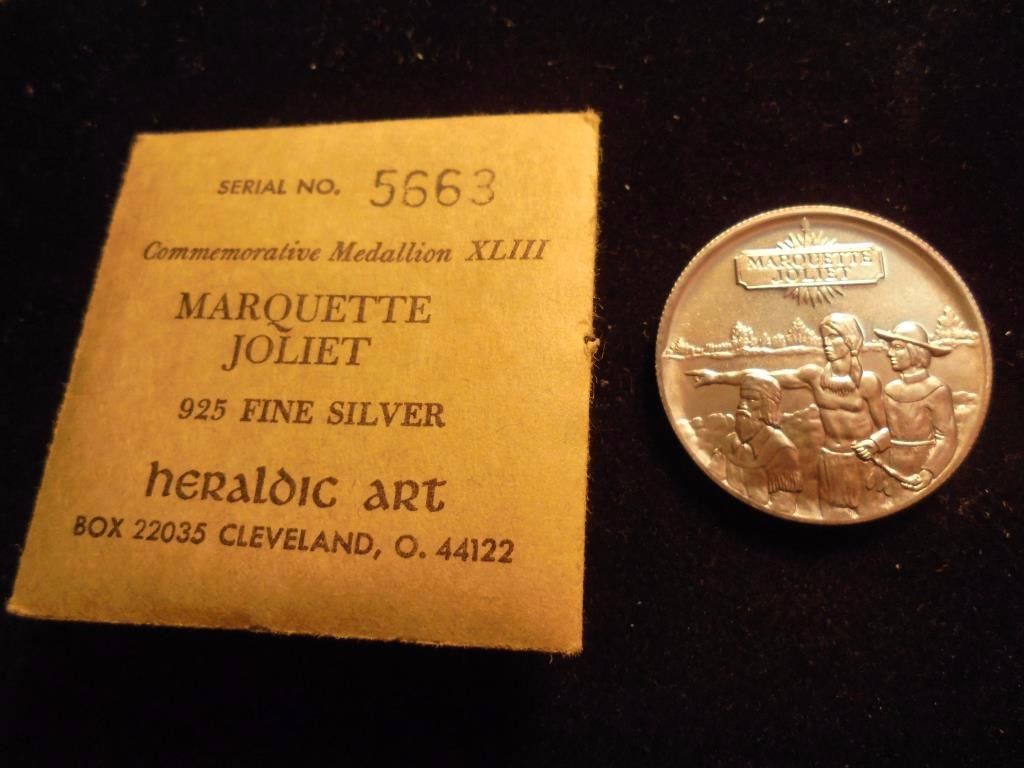 SERIAL NO. 5663
Commemorative Medallion XLIII
MARQUETTE
JOLIET
925 FINE SILVER
heraldic art
BOX 22035 CLEVELAND, O. 44122
MARQUETTE
JOLIET